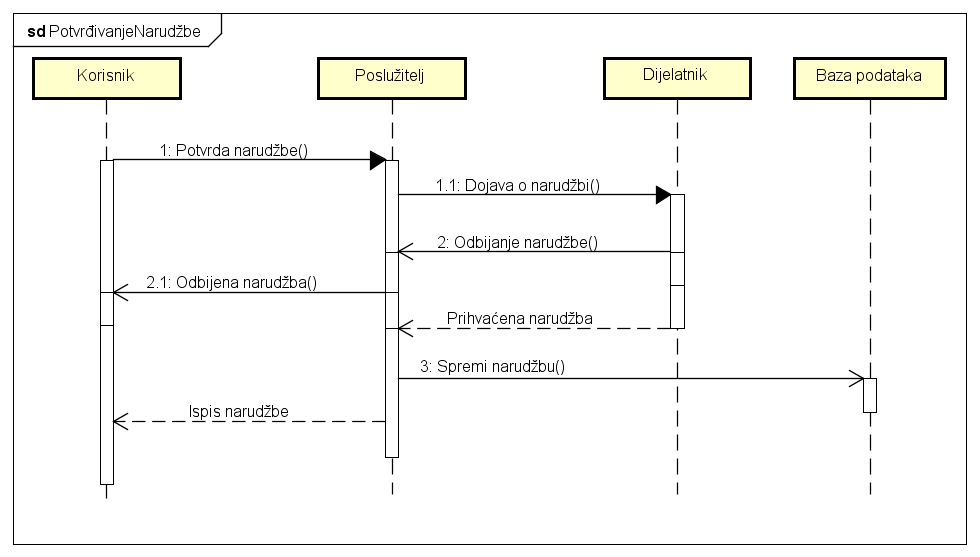 sd PotvrđivanjeNarudžbe
Korisnik
Poslužitelj
Dijelatnik
Baza podataka
1: Potvrda narudžbe()
1.1: Dojava o narudžbi()
2: Odbijanje narudžbe()
2.1: Odbijena narudžba()
Prihvaćena narudžba
3: Spremi narudžbu()
Ispis narudžbe